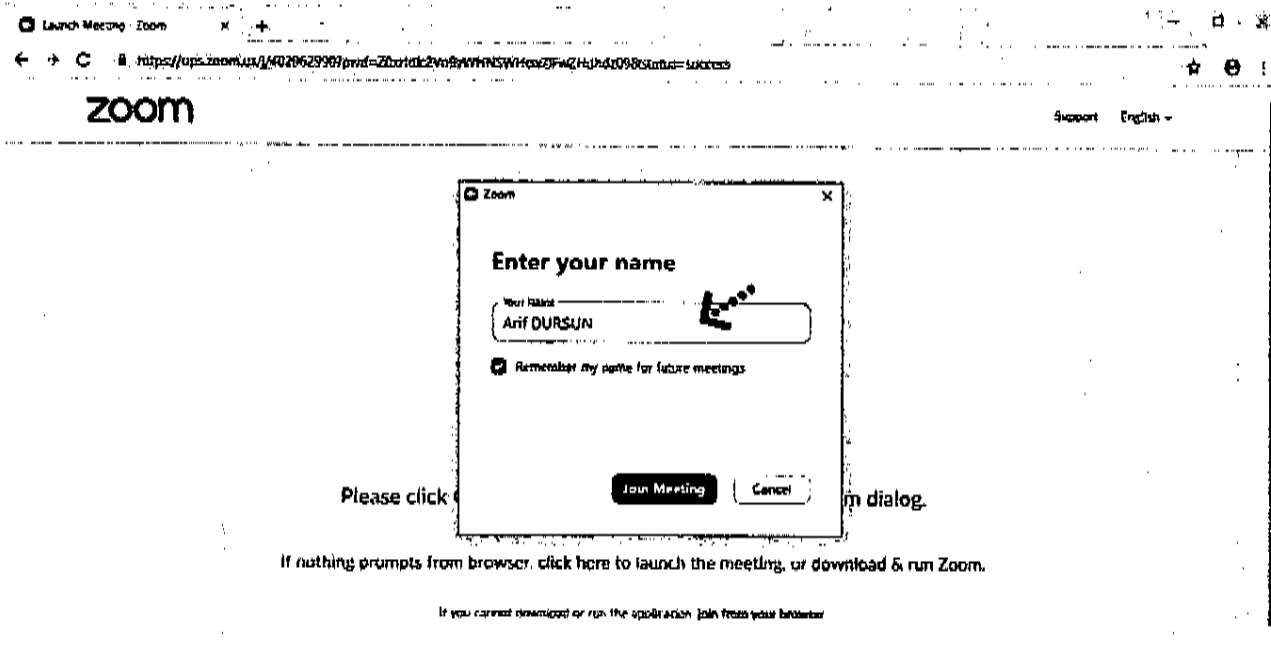 Launch Meeting - Zoom
zoom
Support English
Zoom
Enter your name
Your Name
Arif DURSUN
Remember my name for future meetings
Join Meeting Cancel
Please click
m dialog.
If nothing prompts from browser, click here to launch the meeting, or download & run Zoom.
If you cannot download or run the application, join from your browser